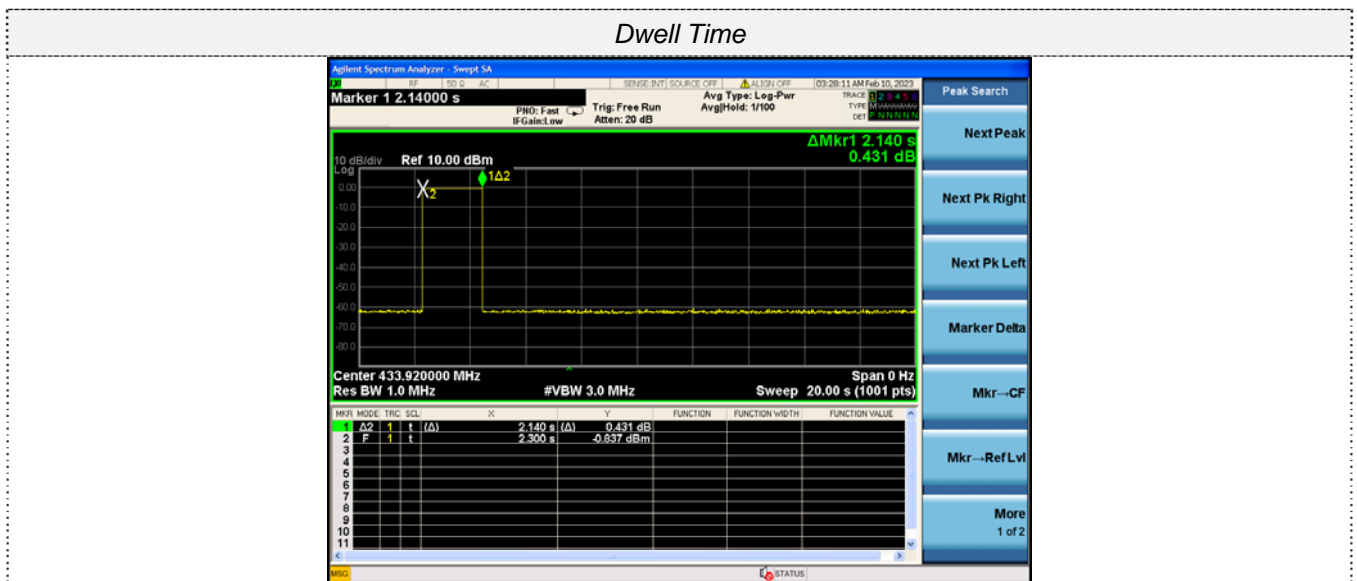 Dwell Time
Agilent Spectrum Analyzer - Swept SA
RF 50 Ω AC SENSE:INT SOURCE OFF ALIGN OFF 03:28:11 AM Feb 10, 2023
Marker 1 2.14000 s
PNO: Fast
IFGain:Low
Trig: Free Run
Atten: 20 dB
Avg Type: Log-Pwr
Avg|Hold: 1/100
TRACE 1 2 3 4 5 6
TYPE M
DET P N N N N N
ΔMkr1 2.140 s
0.431 dB
10 dB/div Ref 10.00 dBm
Log
0.00
-10.0
-20.0
-30.0
-40.0
-50.0
-60.0
-70.0
-80.0
X2
1Δ2
Center 433.920000 MHz Span 0 Hz
Res BW 1.0 MHz #VBW 3.0 MHz Sweep 20.00 s (1001 pts)
MKR MODE TRC SCL X Y FUNCTION FUNCTION WIDTH FUNCTION VALUE
1 Δ2 1 t (Δ) 2.140 s (Δ) 0.431 dB
2 F 1 t 2.300 s -0.837 dBm
3
4
5
6
7
8
9
10
11
MSG STATUS
Peak Search
Next Peak
Next Pk Right
Next Pk Left
Marker Delta
Mkr→CF
Mkr→Ref Lvl
More
1 of 2